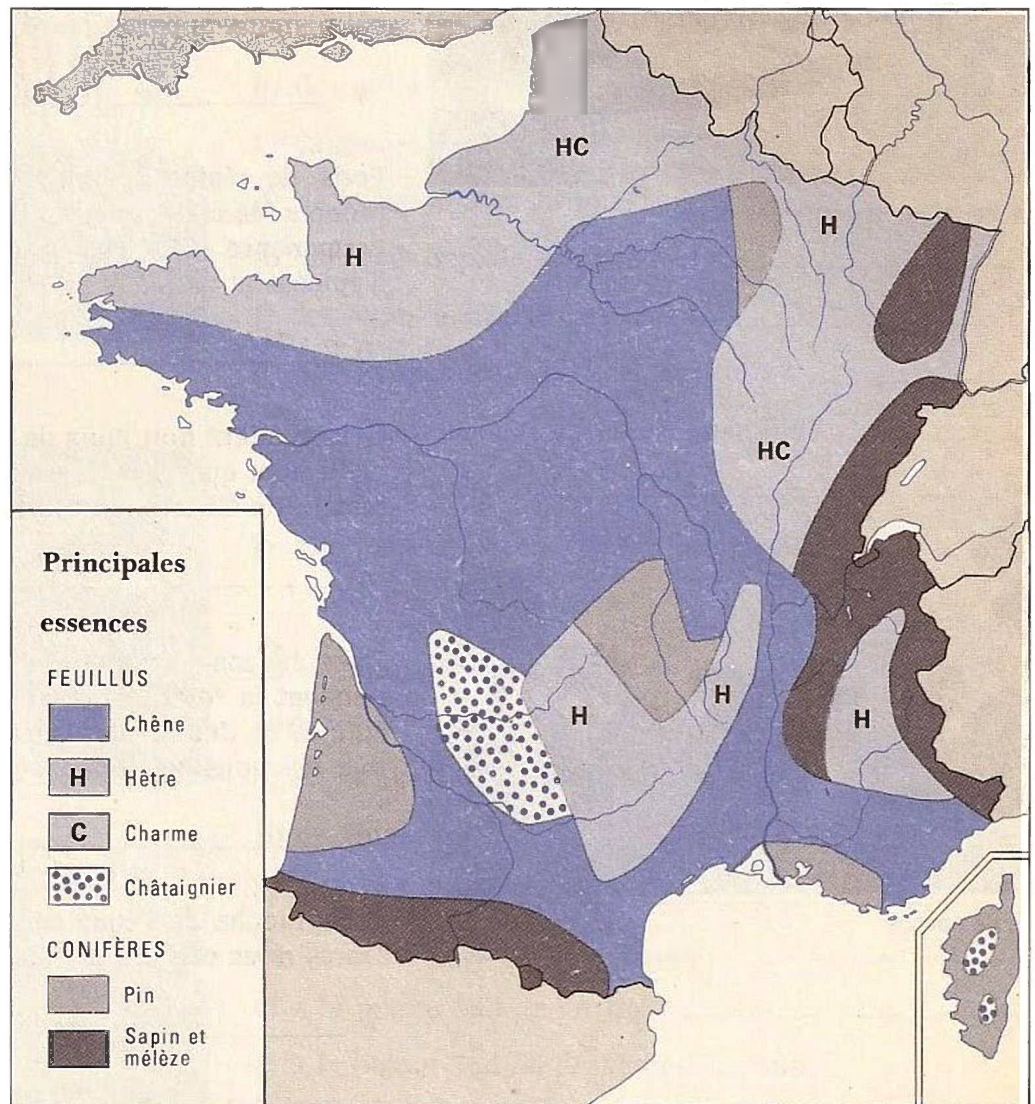 HC
H
H
HC
H
H
H
Principales
essences
FEUILLUS
Chêne
H Hêtre
C Charme
Châtaignier
CONIFÈRES
Pin
Sapin et
mélèze